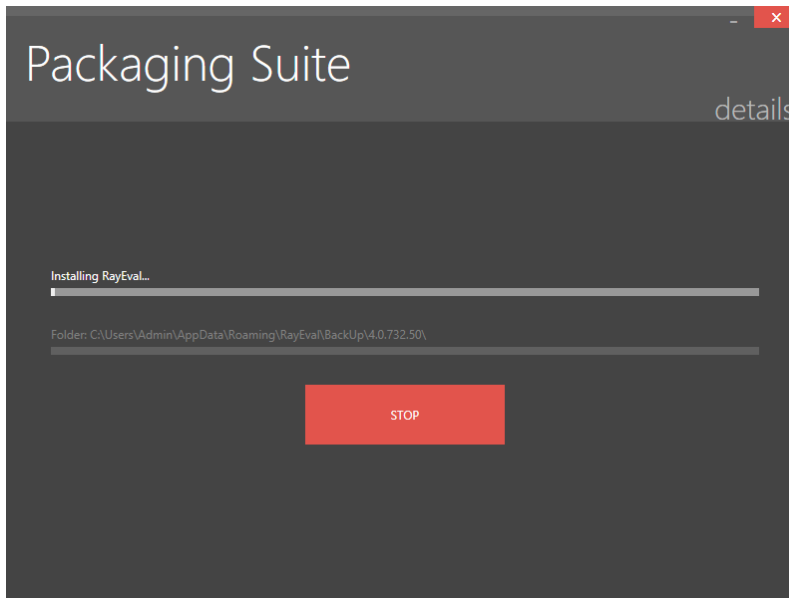 Packaging Suite
details
Installing RayEval...
Folder: C:\Users\Admin\AppData\Roaming\RayEval\BackUp\4.0.732.50\
STOP